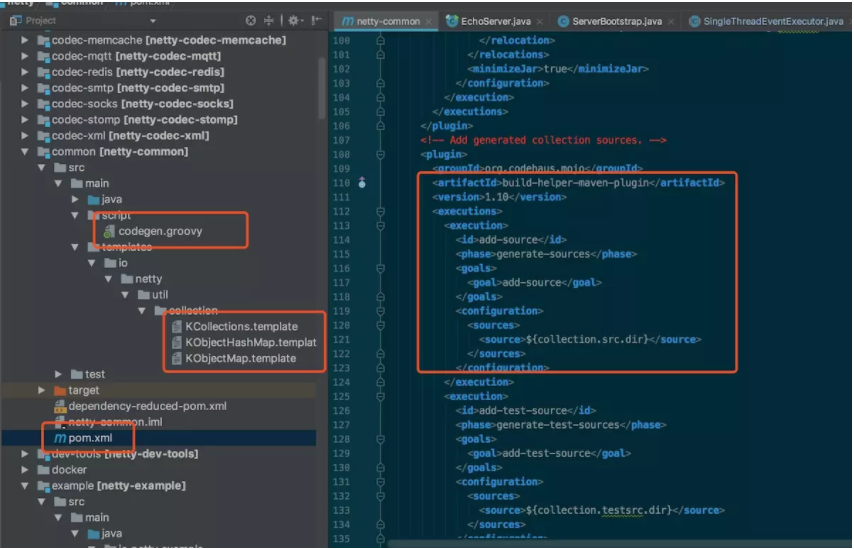 netty
common
pom.xml
Project
codec-memcache [netty-codec-memcache]
codec-mqtt [netty-codec-mqtt]
codec-redis [netty-codec-redis]
codec-smtp [netty-codec-smtp]
codec-socks [netty-codec-socks]
codec-stomp [netty-codec-stomp]
codec-xml [netty-codec-xml]
common [netty-common]
src
main
java
script
codegen.groovy
templates
io
netty
util
collection
KCollections.template
KObjectHashMap.templat
KObjectMap.template
test
target
dependency-reduced-pom.xml
netty-common.iml
m pom.xml
dev-tools [netty-dev-tools]
docker
example [netty-example]
src
main
java
io.netty.example
m netty-common × EchoServer.java × ServerBootstrap.java × SingleThreadEventExecutor.java ×
100 </relocation>
101 </relocations>
102 <minimizeJar>true</minimizeJar>
103 </configuration>
104 </execution>
105 </executions>
106 </plugin>
107 <!-- Add generated collection sources. -->
108 <plugin>
109 <groupId>org.codehaus.mojo</groupId>
110 <artifactId>build-helper-maven-plugin</artifactId>
111 <version>1.10</version>
112 <executions>
113 <execution>
114 <id>add-source</id>
115 <phase>generate-sources</phase>
116 <goals>
117 <goal>add-source</goal>
118 </goals>
119 <configuration>
120 <sources>
121 <source>${collection.src.dir}</source>
122 </sources>
123 </configuration>
124 </execution>
125 <execution>
126 <id>add-test-source</id>
127 <phase>generate-test-sources</phase>
128 <goals>
129 <goal>add-test-source</goal>
130 </goals>
131 <configuration>
132 <sources>
133 <source>${collection.testsrc.dir}</source>
134 </sources>
135 </configuration>